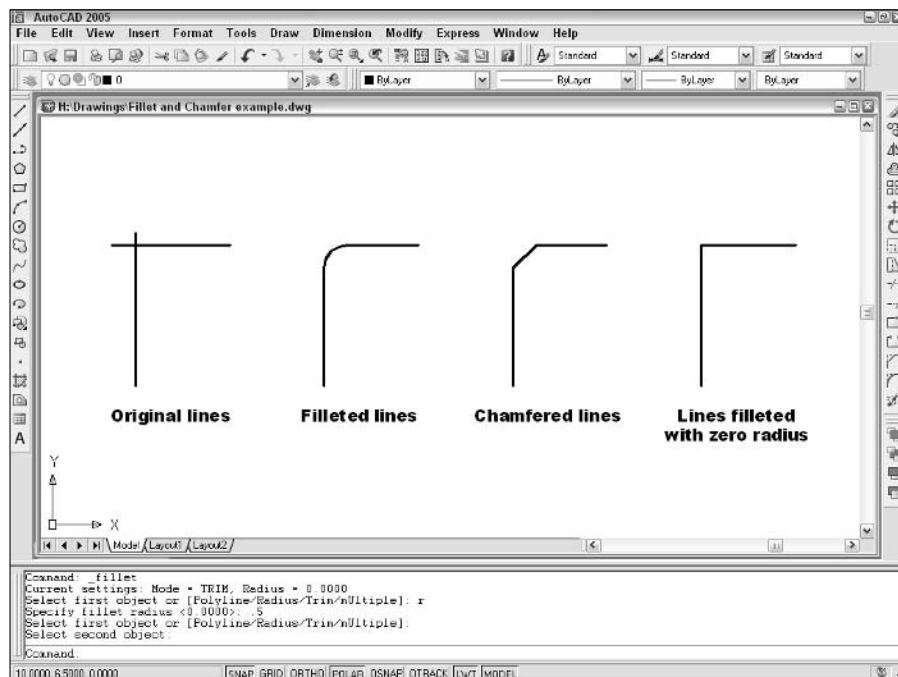 AutoCAD 2005
File Edit View Insert Format Tools Draw Dimension Modify Express Window Help
Standard Standard Standard
0 ByLayer ByLayer ByLayer ByLayer
H:\Drawings\Fillet and Chamfer example.dwg
Original lines Filleted lines Chamfered lines Lines filleted
with zero radius
Y
X
Model Layout1 Layout2
Command: _fillet
Current settings: Mode = TRIM, Radius = 0.0000
Select first object or [Polyline/Radius/Trim/mUltiple]: r
Specify fillet radius <0.0000>: .5
Select first object or [Polyline/Radius/Trim/mUltiple]:
Select second object:
Command:
10.0000, 6.5000, 0.0000 SNAP GRID ORTHO POLAR OSNAP OTRACK LWT MODEL
A